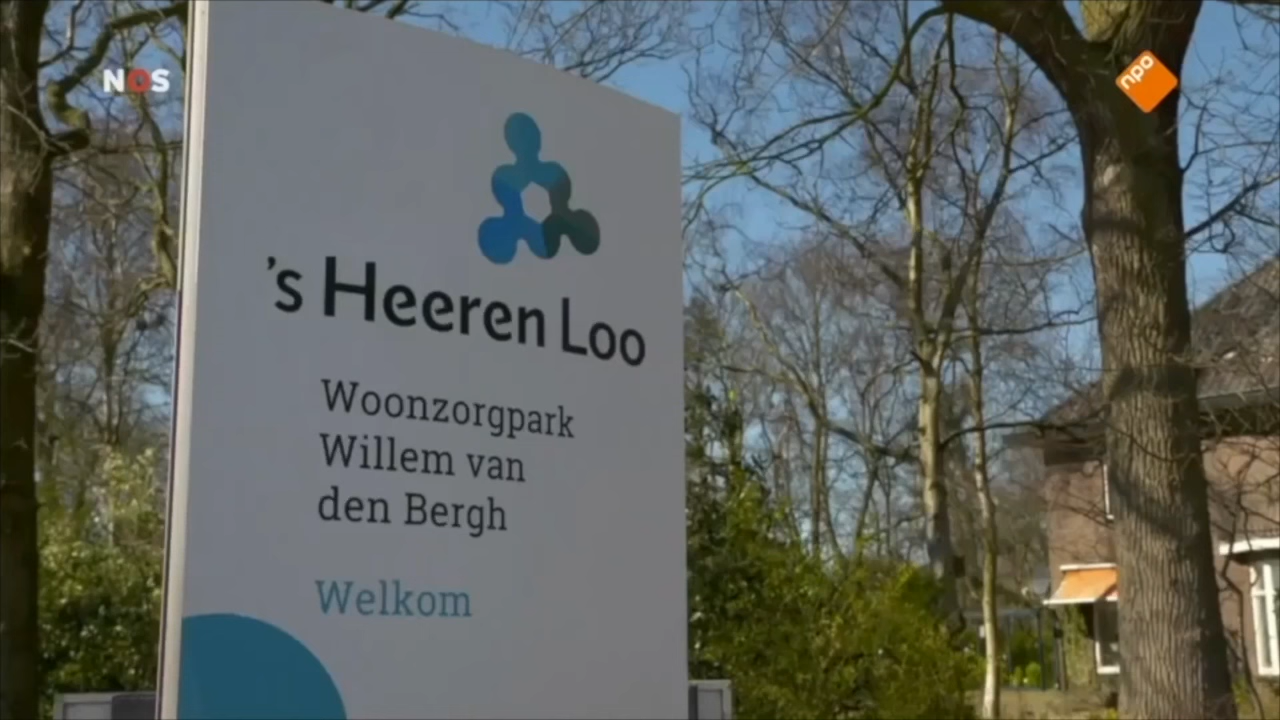 NOS
npo
's Heeren Loo
Woonzorgpark
Willem van
den Bergh
Welkom